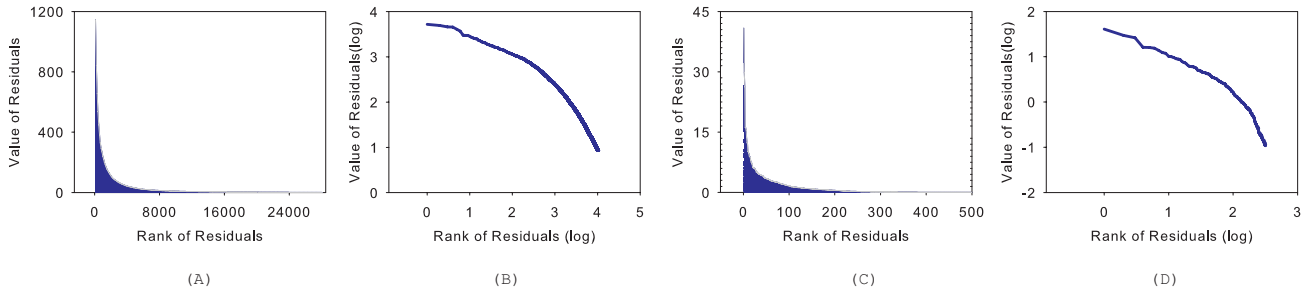 1200
800
400
0
Value of Residuals
0 8000 16000 24000
Rank of Residuals
(A)
4
3
2
1
0
Value of Residuals(log)
0 1 2 3 4 5
Rank of Residuals (log)
(B)
45
30
15
0
Value of Residuals
0 100 200 300 400 500
Rank of Residuals
(C)
2
1
0
-1
-2
Value of Residuals(log)
0 1 2 3
Rank of Residuals (log)
(D)